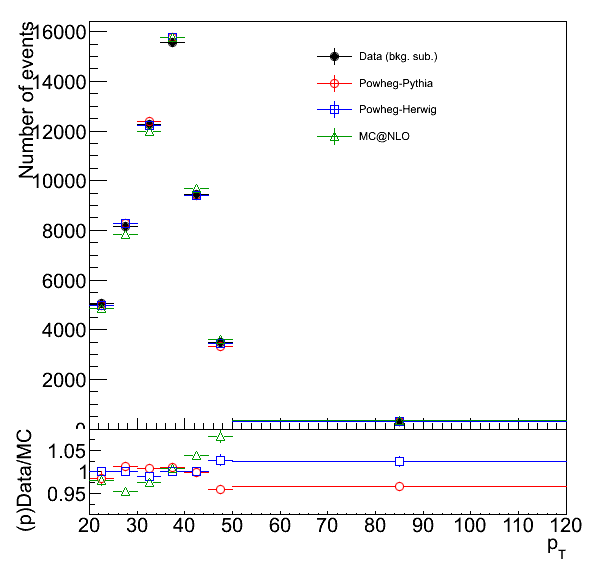 Number of events
16000
14000
12000
10000
8000
6000
4000
2000
0
Data (bkg. sub.)
Powheg-Pythia
Powheg-Herwig
MC@NLO
(p)Data/MC
1.05
1
0.95
20 30 40 50 60 70 80 90 100 110 120
pT